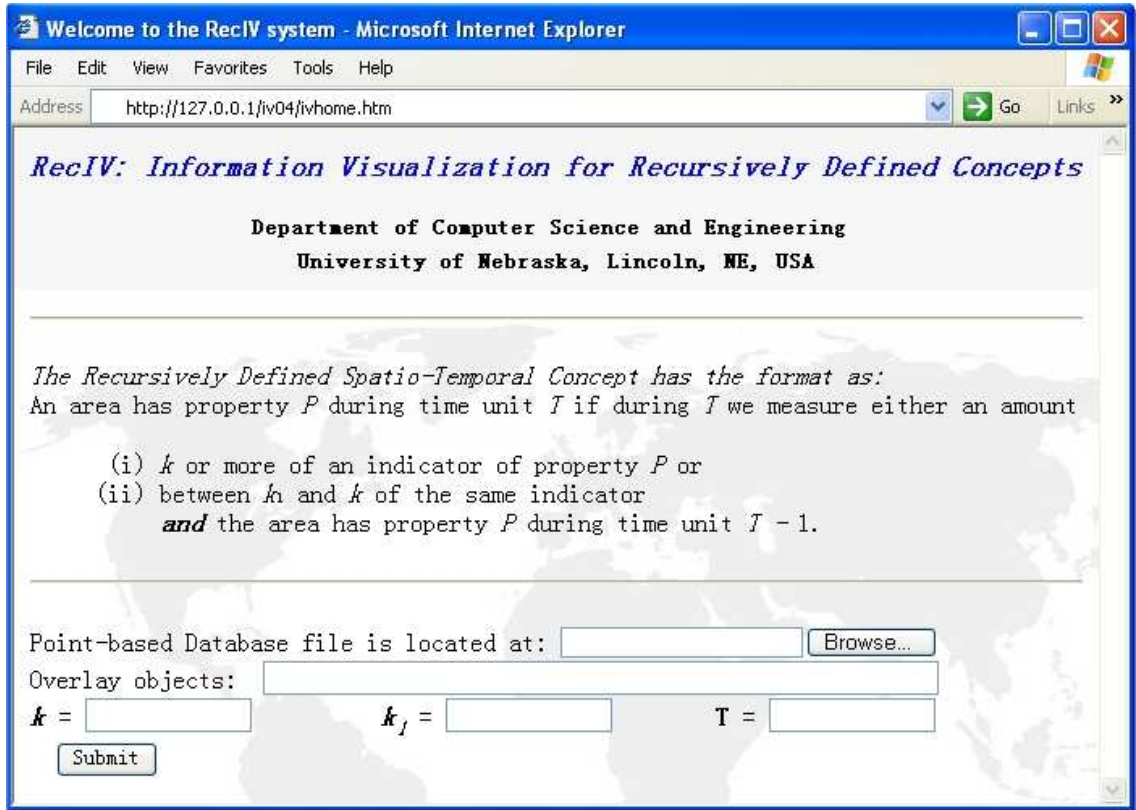 Welcome to the RecIV system - Microsoft Internet Explorer
File Edit View Favorites Tools Help
Address http://127.0.0.1/iv04/ivhome.htm Go Links »
RecIV: Information Visualization for Recursively Defined Concepts
Department of Computer Science and Engineering
University of Nebraska, Lincoln, NE, USA
The Recursively Defined Spatio-Temporal Concept has the format as:
An area has property P during time unit T if during T we measure either an amount
(i) k or more of an indicator of property P or
(ii) between k1 and k of the same indicator
and the area has property P during time unit T - 1.
Point-based Database file is located at: Browse...
Overlay objects:
k = k1 = T =
Submit